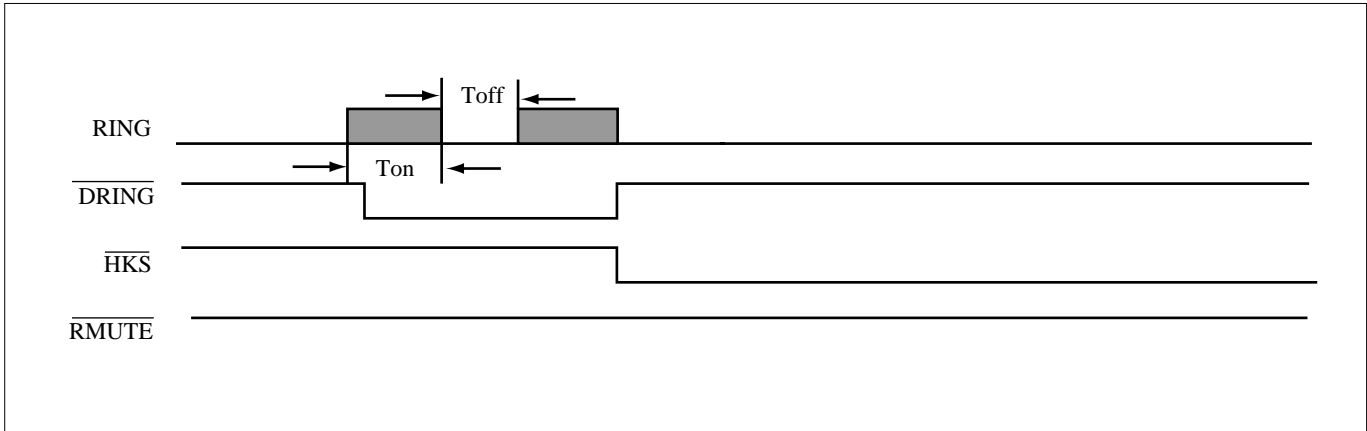 Toff
RING
Ton
DRING
HKS
RMUTE